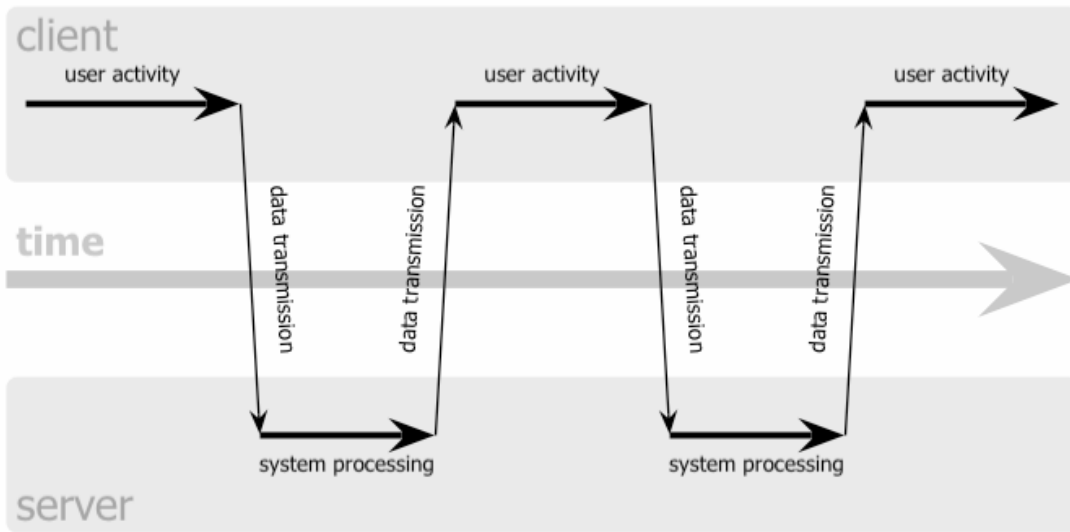 client
user activity
user activity
user activity
data transmission
data transmission
data transmission
data transmission
time
system processing
system processing
server